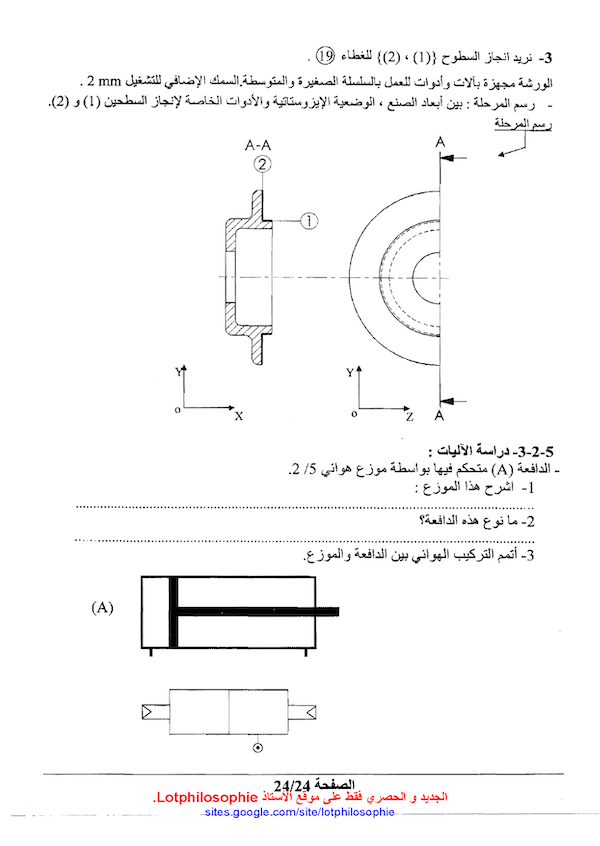 3- نريد انجاز السطوح {(1) ، (2)} للغطاء (19) .
الورشة مجهزة بآلات وأدوات للعمل بالسلسلة الصغيرة والمتوسطة.السمك الإضافي للتشغيل 2 mm .
- رسم المرحلة : بين أبعاد الصنع ، الوضعية الإيزوستاتية والأدوات الخاصة لإنجاز السطحين (1) و (2).
رسم المرحلة
A-A
A
2
1
Y
o
X
Y
o
Z
A
5-2-3- دراسة الآليات :
- الدافعة (A) متحكم فيها بواسطة موزع هوائي 5/ 2.
1- اشرح هذا الموزع :
2- ما نوع هذه الدافعة؟
3- أتمم التركيب الهوائي بين الدافعة والموزع.
(A)
الصفحة 24/24
الجديد و الحصري فقط على موقع الأستاذ Lotphilosophie.
sites.google.com/site/lotphilosophie